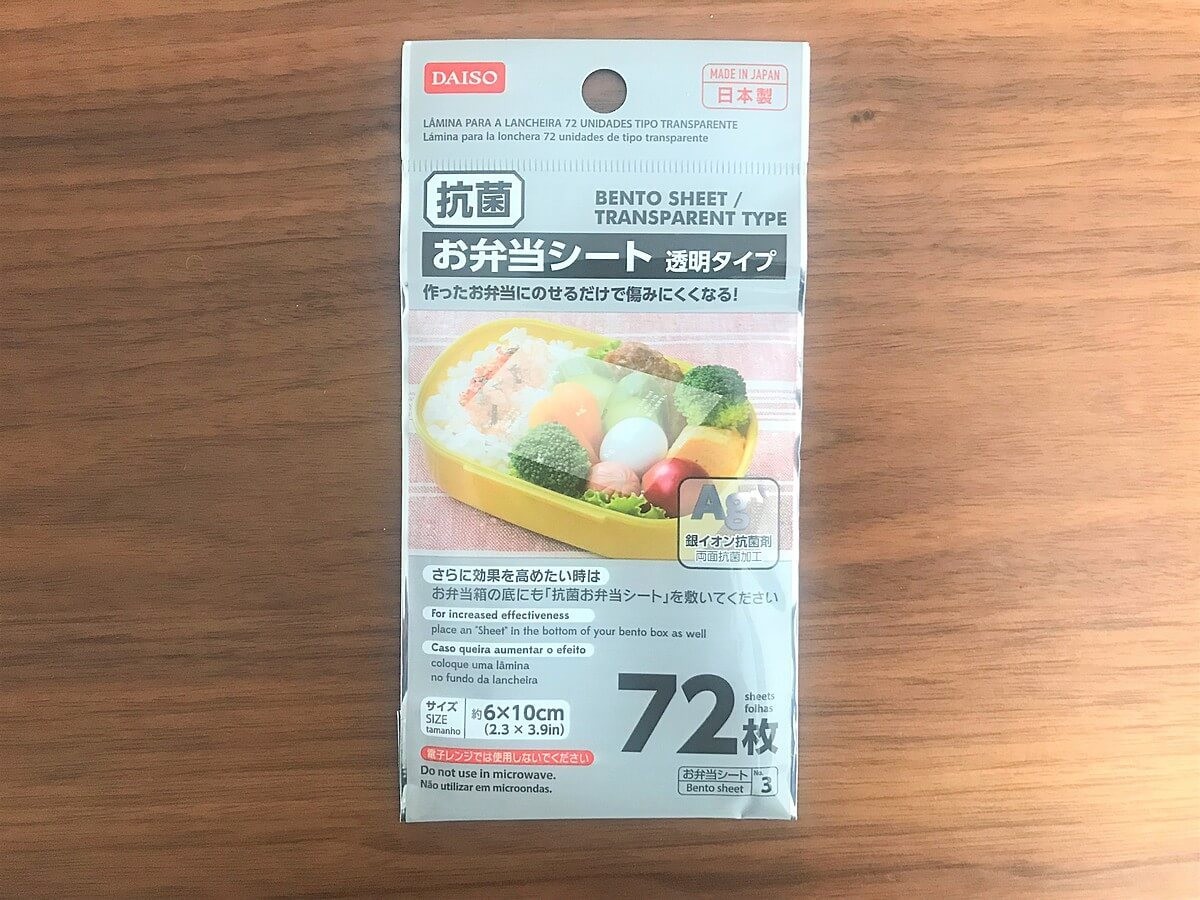 DAISO
MADE IN JAPAN
日本製
LÂMINA PARA A LANCHEIRA 72 UNIDADES TIPO TRANSPARENTE
Lámina para la lonchera 72 unidades de tipo transparente
抗菌
BENTO SHEET /
TRANSPARENT TYPE
お弁当シート 透明タイプ
作ったお弁当にのせるだけで傷みにくくなる!
Ag+
銀イオン抗菌剤
両面抗菌加工
さらに効果を高めたい時は
お弁当箱の底にも「抗菌お弁当シート」を敷いてください
For increased effectiveness
place an "Sheet" in the bottom of your bento box as well
Caso queira aumentar o efeito
coloque uma lâmina
no fundo da lancheira
サイズ
SIZE
tamanho
約6×10cm
(2.3 × 3.9in)
72枚
sheets
folhas
電子レンジでは使用しないでください
Do not use in microwave.
Não utilizar em microondas.
お弁当シート
Bento sheet
No.
3